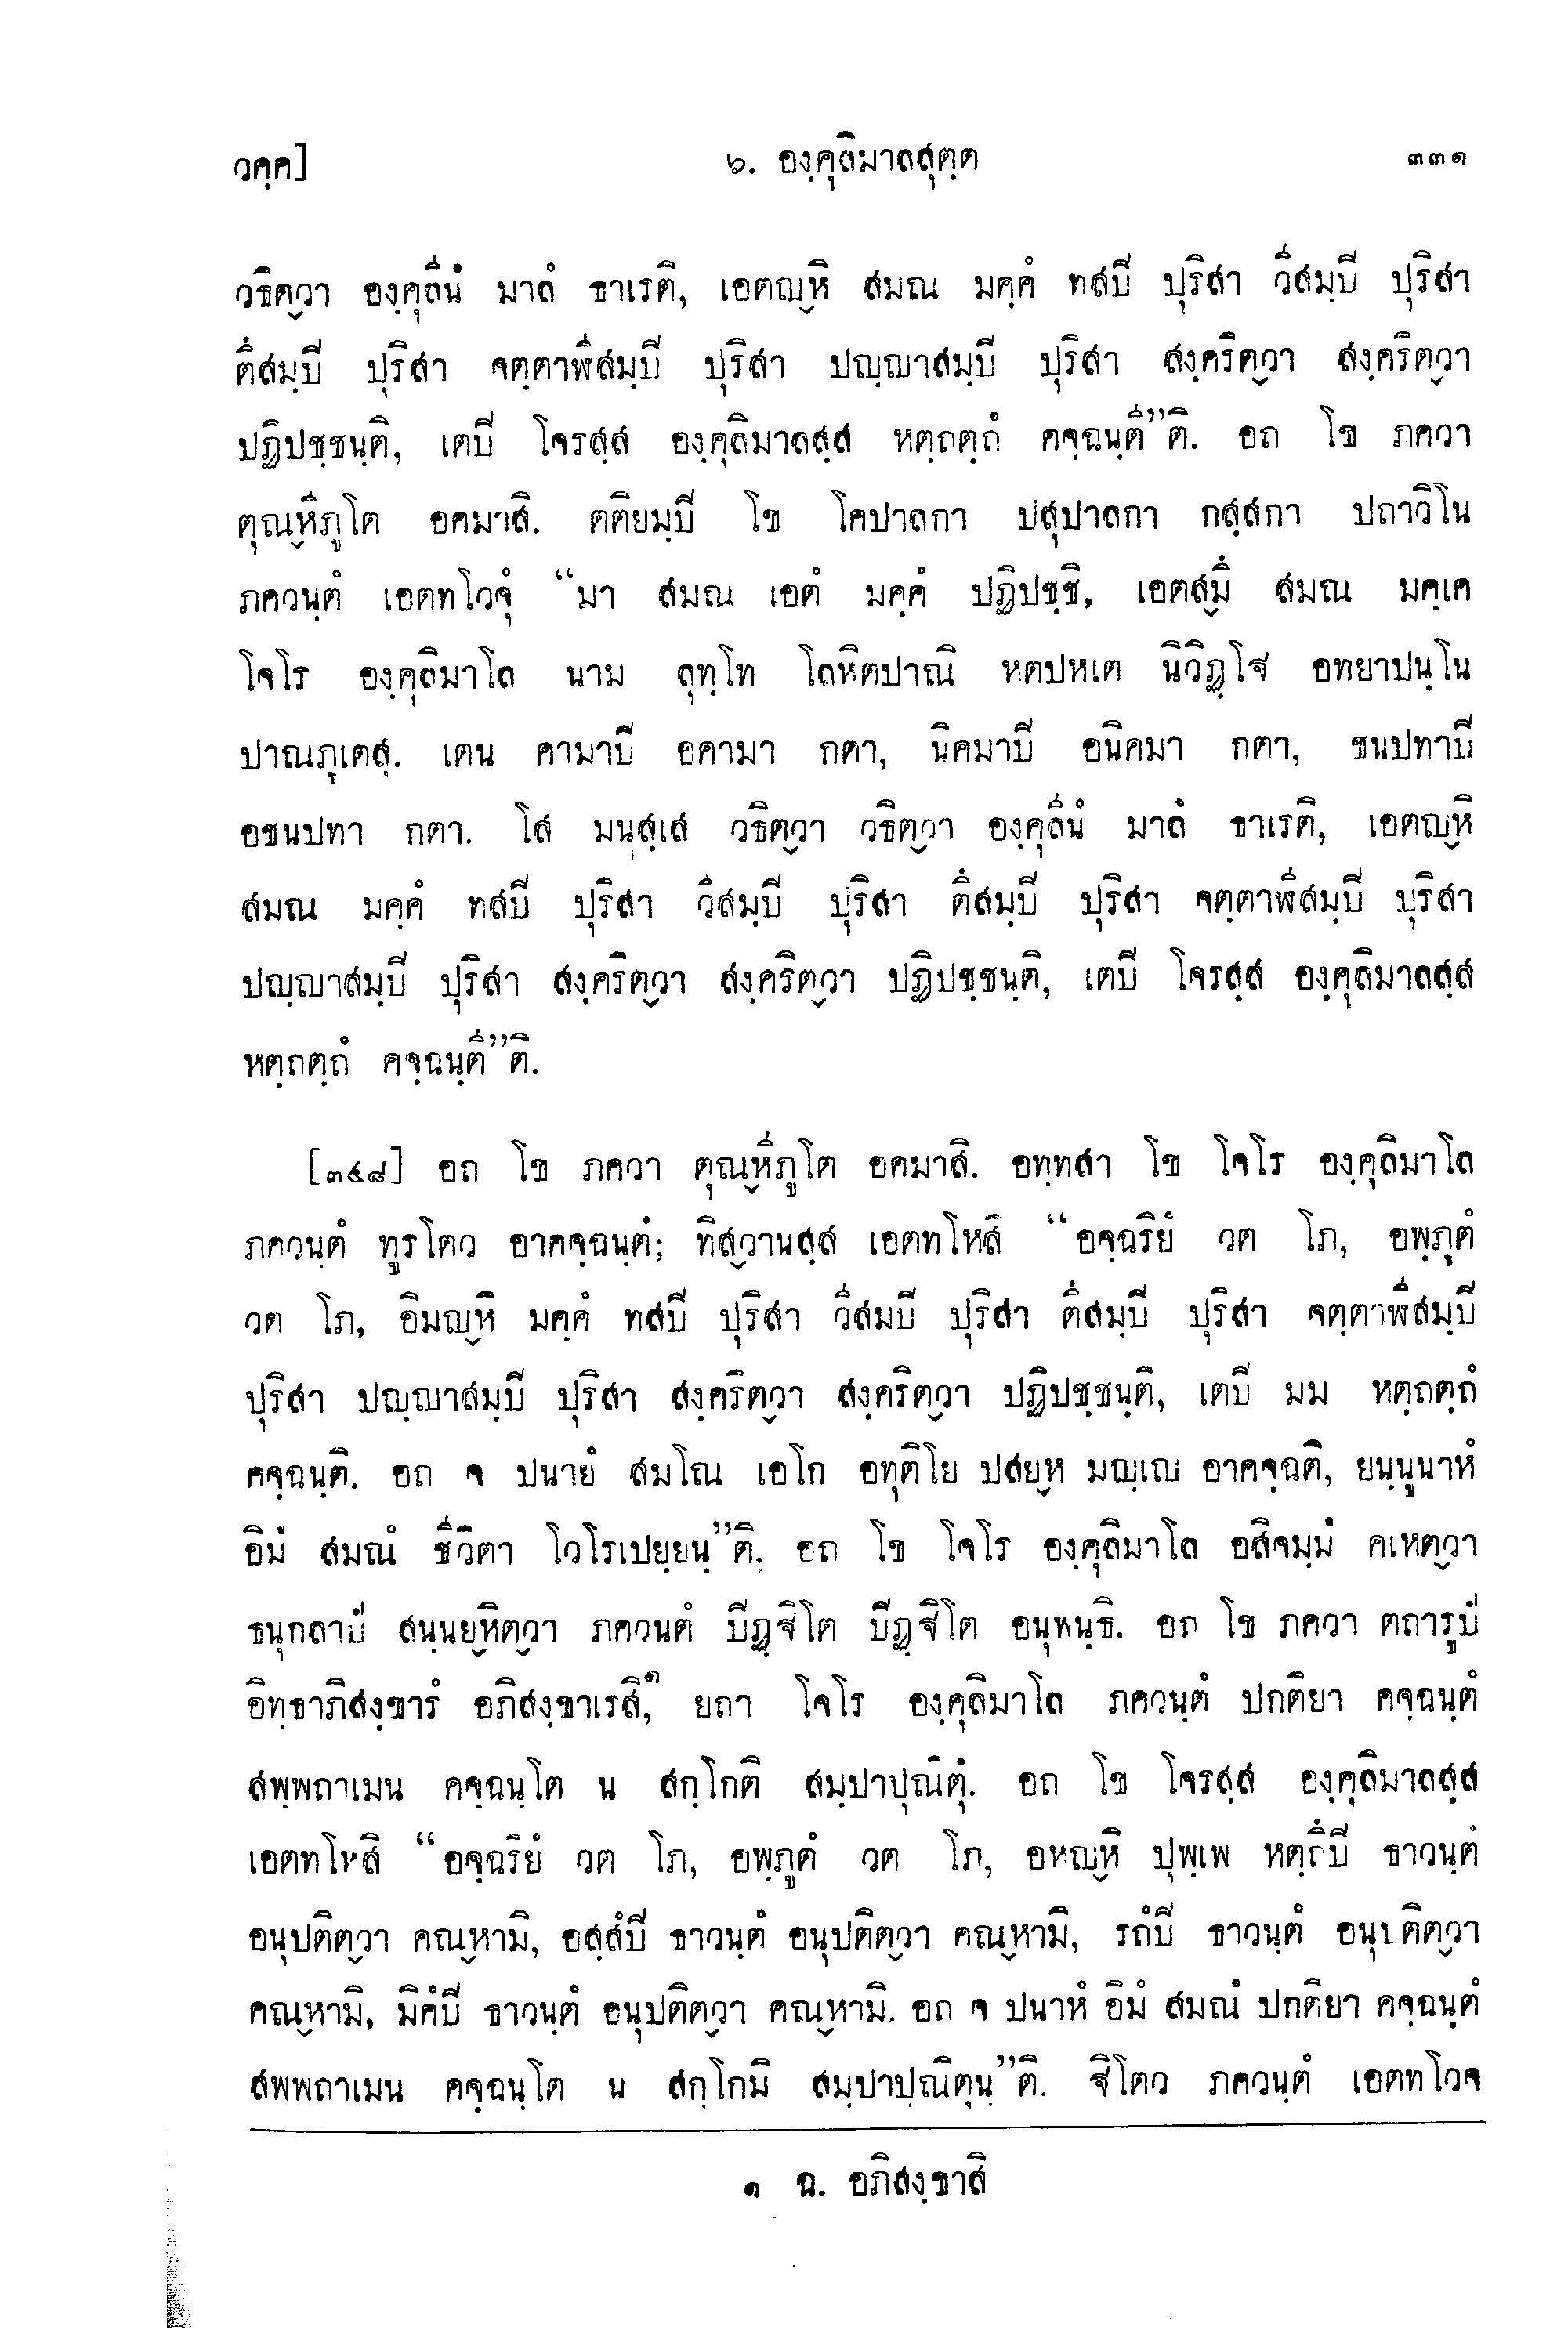 วคฺค]
๖. องฺคุลิมาลสุตฺต
๓๓๑
วธิตฺวา องฺคุลีนํ มาลํ ธาเรติ, เอตญฺหิ สมณ มคฺคํ ทสปิ ปุริสา วีสมฺปิ ปุริสา
ตึสมฺปิ ปุริสา จตฺตาฬีสมฺปิ ปุริสา ปญฺญาสมฺปิ ปุริสา สงฺคริตฺวา สงฺคริตฺวา
ปฏิปชฺชนฺติ, เตปิ โจรสฺส องฺคุลิมาลสฺส หตฺถตฺถํ คจฺฉนฺตี”ติ. อถ โข ภควา
ตุณฺหีภูโต อคมาสิ. ตติยมฺปิ โข โคปาลกา ปสุปาลกา กสฺสกา ปถาวิโน
ภควนฺตํ เอตทโวจุํ “มา สมณ เอตํ มคฺคํ ปฏิปชฺชิ, เอตสฺมึ สมณ มคฺเค
โจโร องฺคุลิมาโล นาม ลุทฺโท โลหิตปาณิ หตปหเต นิวิฏฺโฐ อทยาปนฺโน
ปาณภูเตสุ. เตน คามาปิ อคามา กตา, นิคมาปิ อนิคมา กตา, ชนปทาปิ
อชนปทา กตา. โส มนุสฺเส วธิตฺวา วธิตฺวา องฺคุลีนํ มาลํ ธาเรติ, เอตญฺหิ
สมณ มคฺคํ ทสปิ ปุริสา วีสมฺปิ ปุริสา ตึสมฺปิ ปุริสา จตฺตาฬีสมฺปิ ปุริสา
ปญฺญาสมฺปิ ปุริสา สงฺคริตฺวา สงฺคริตฺวา ปฏิปชฺชนฺติ, เตปิ โจรสฺส องฺคุลิมาลสฺส
หตฺถตฺถํ คจฺฉนฺตี”ติ.
[๓๔๘] อถ โข ภควา ตุณฺหีภูโต อคมาสิ. อทฺทสา โข โจโร องฺคุลิมาโล
ภควนฺตํ ทูรโตว อาคจฺฉนฺตํ; ทิสฺวานสฺส เอตทโหสิ “อจฺฉริยํ วต โภ, อพฺภุตํ
วต โภ, อิมญฺหิ มคฺคํ ทสปิ ปุริสา วีสมปิ ปุริสา ตึสมฺปิ ปุริสา จตฺตาฬีสมฺปิ
ปุริสา ปญฺญาสมฺปิ ปุริสา สงฺคริตฺวา สงฺคริตฺวา ปฏิปชฺชนฺติ, เตปิ มม หตฺถตฺถํ
คจฺฉนฺติ. อถ จ ปนายํ สมโณ เอโก อทุติโย ปสยฺห มญฺเญ อาคจฺฉติ, ยนฺนูนาหํ
อิมํ สมณํ ชีวิตา โวโรเปยฺยนฺ”ติ. อถ โข โจโร องฺคุลิมาโล อสิจมฺมํ คเหตฺวา
ธนุกลาปํ สนฺนยฺหิตฺวา ภควนตํ ปิฏฺฐิโต ปิฏฺฐิโต อนุพนฺธิ. อถ โข ภควา ตถารูปํ
อิทฺธาภิสงฺขารํ อภิสงฺขาเรสิ,๑ ยถา โจโร องฺคุลิมาโล ภควนฺตํ ปกติยา คจฺฉนฺตํ
สพฺพถาเมน คจฺฉนฺโต น สกฺโกติ สมฺปาปุณิตุํ. อถ โข โจรสฺส องฺคุลิมาลสฺส
เอตทโหสิ “อจฺฉริยํ วต โภ, อพฺภูตํ วต โภ, อหญฺหิ ปุพฺเพ หตฺถึปิ ธาวนฺตํ
อนุปติตฺวา คณฺหามิ, อสฺสํปิ ธาวนฺตํ อนุปติตฺวา คณฺหามิ, รถํปิ ธาวนฺตํ อนุปติตฺวา
คณฺหามิ, มิคํปิ ธาวนฺตํ อนุปติตฺวา คณฺหามิ. อถ จ ปนาหํ อิมํ สมณํ ปกติยา คจฺฉนฺตํ
สพพถาเมน คจฺฉนฺโต น สกฺโกมิ สมฺปาปุณิตุนฺ”ติ. ฐิโตว ภควนฺตํ เอตทโวจ
๑ ฉ. อภิสงฺขาสิ